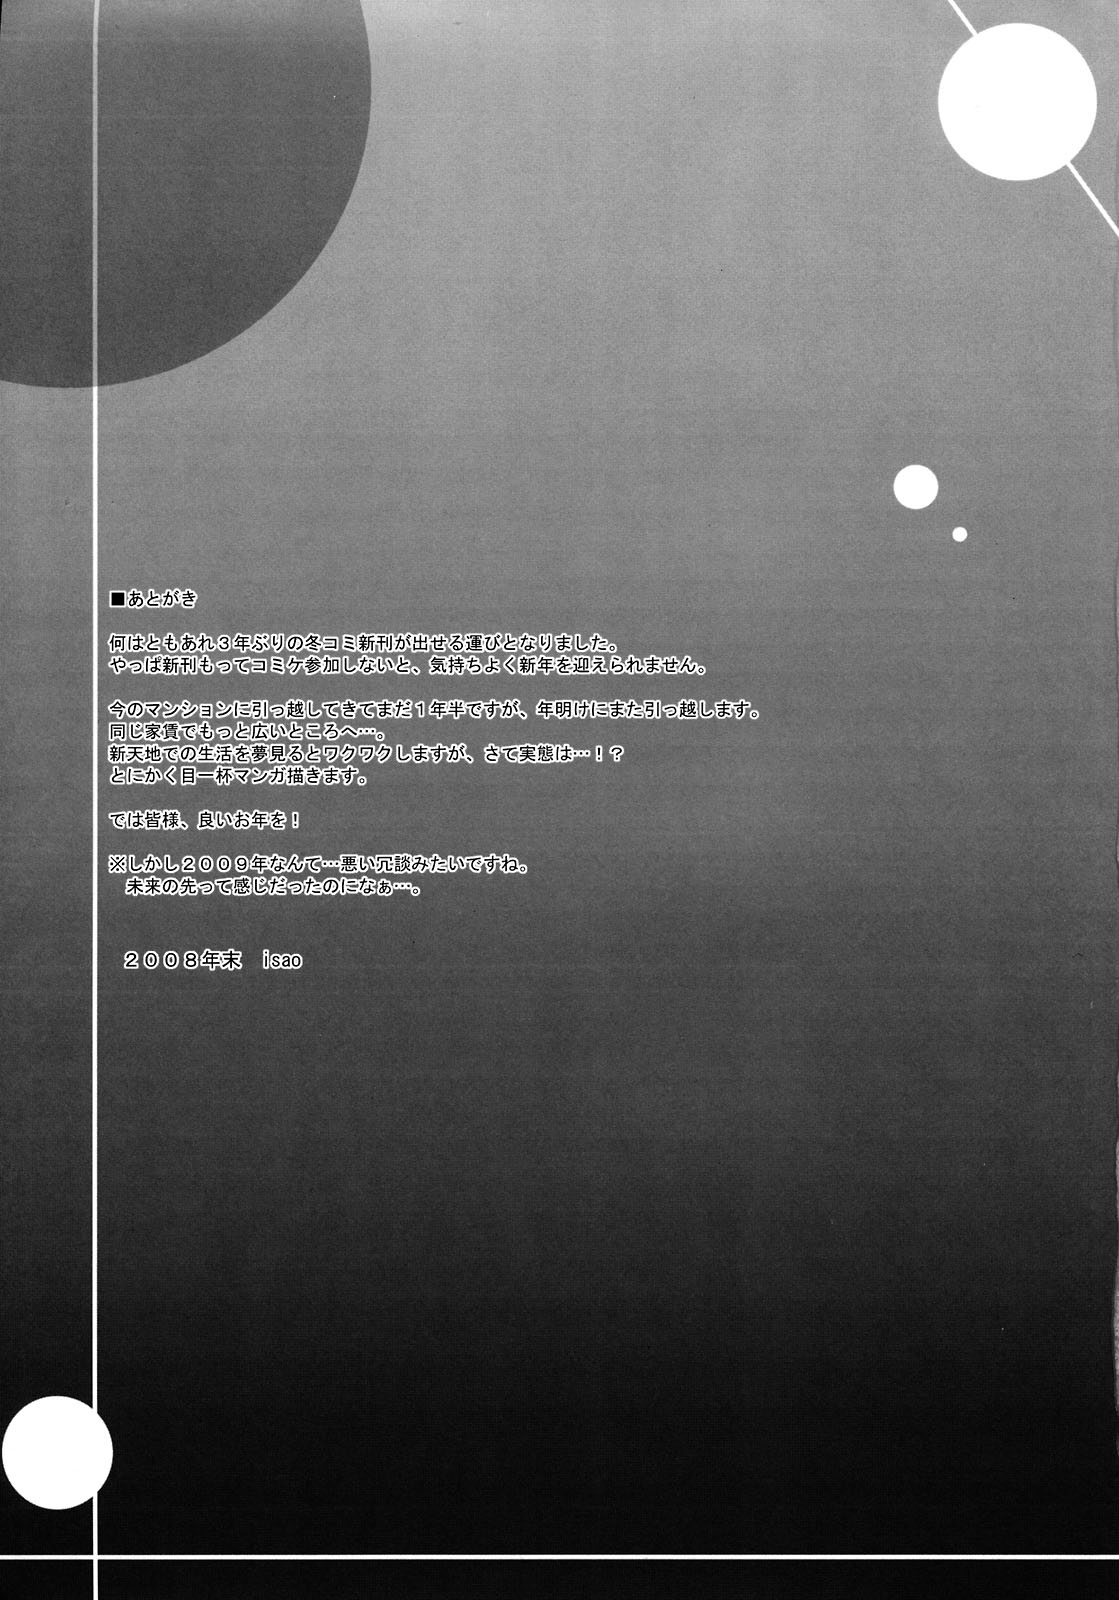 ■あとがき
何はともあれ３年ぶりの冬コミ新刊が出せる運びとなりました。
やっぱ新刊もってコミケ参加しないと、気持ちよく新年を迎えられません。
今のマンションに引っ越してきてまだ１年半ですが、年明けにまた引っ越します。
同じ家賃でもっと広いところへ…。
新天地での生活を夢見るとワクワクしますが、さて実態は…！？
とにかく目一杯マンガ描きます。
では皆様、良いお年を！
※しかし２００９年なんて…悪い冗談みたいですね。
未来の先って感じだったのになぁ…。
２００８年末　isao